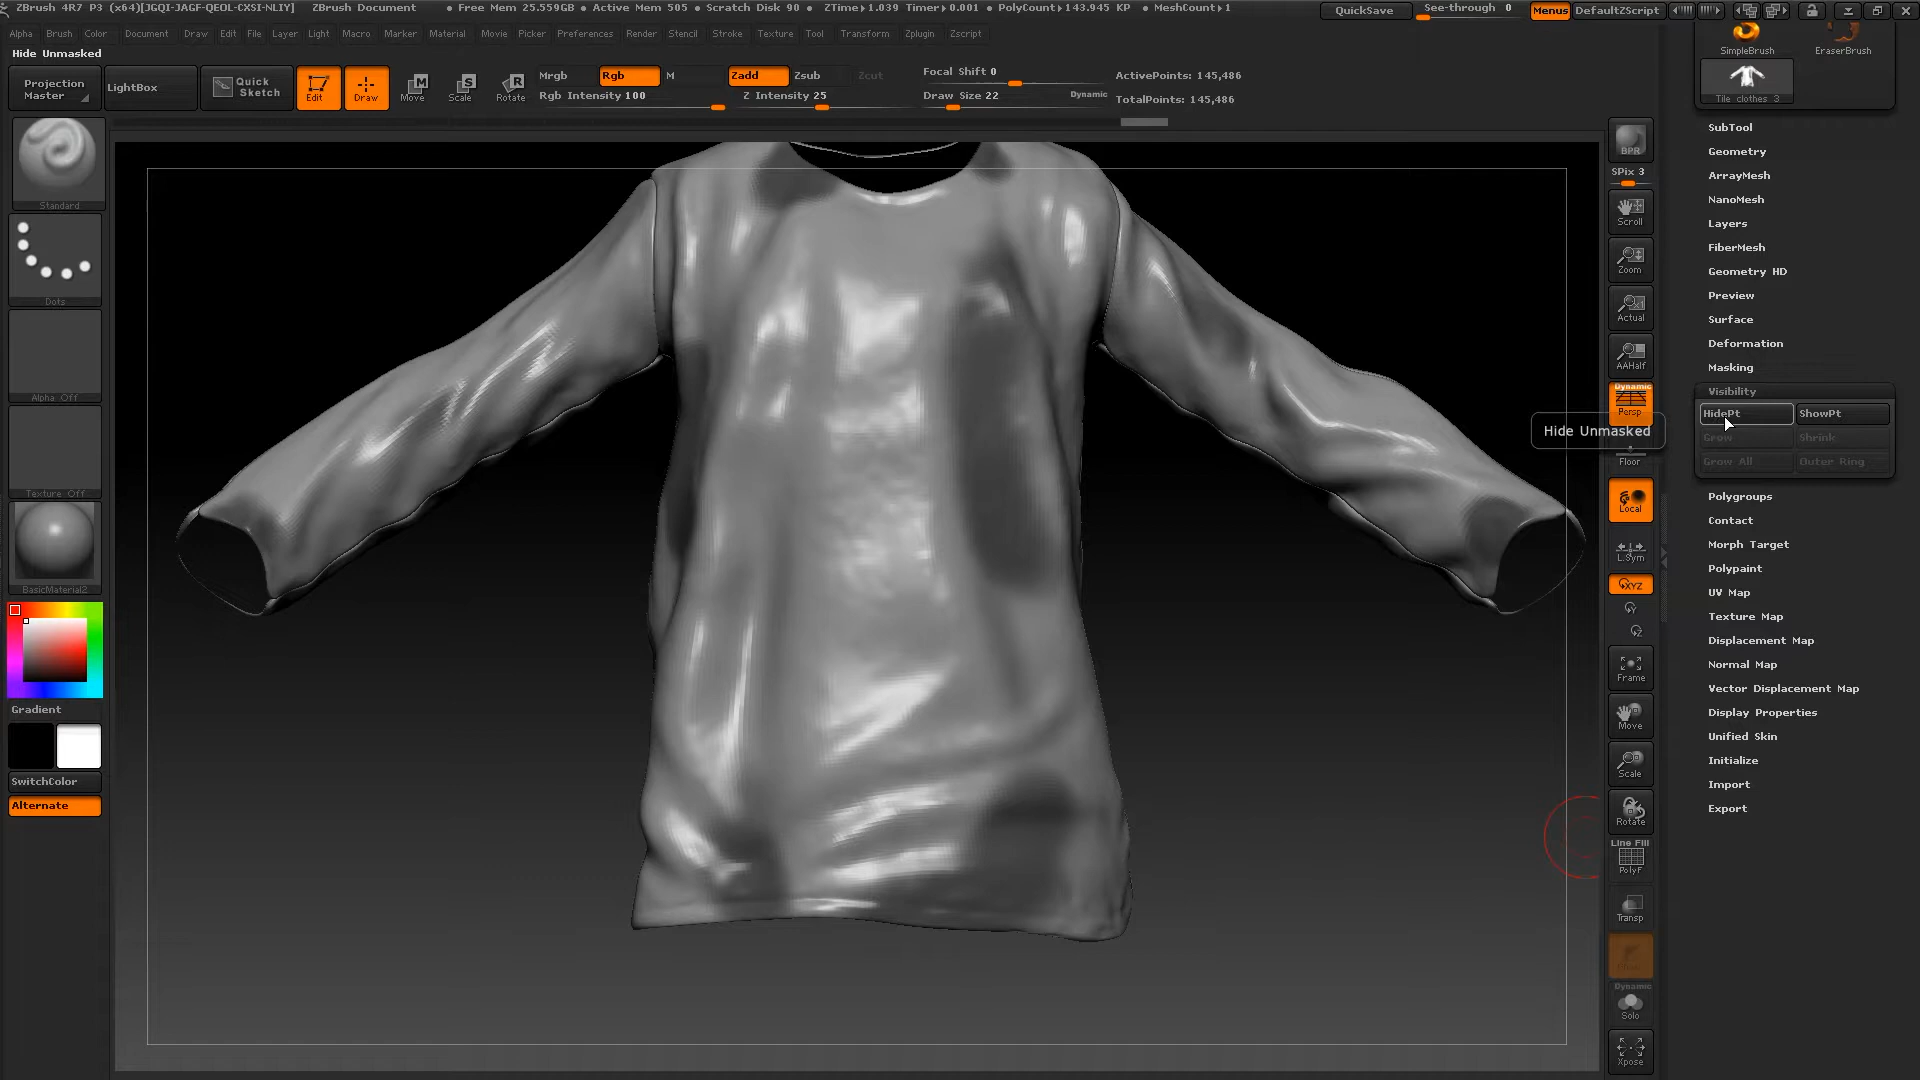 ZBrush 4R7 P3 (x64)[JGQI-JAGF-QEOL-CXSI-NLIY] ZBrush Document • Free Mem 25.559GB • Active Mem 505 • Scratch Disk 90 • ZTime▸1.039 Timer▸0.001 • PolyCount▸143.945 KP • MeshCount▸1 QuickSave See-through 0 Menus DefaultZScript
Alpha Brush Color Document Draw Edit File Layer Light Macro Marker Material Movie Picker Preferences Render Stencil Stroke Texture Tool Transform Zplugin Zscript
Hide Unmasked
Projection Master
LightBox
Quick Sketch
Edit
Draw
Move
Scale
Rotate
Mrgb Rgb M
Rgb Intensity 100
Zadd Zsub Zcut
Z Intensity 25
Focal Shift 0
Draw Size 22 Dynamic
ActivePoints: 145,486
TotalPoints: 145,486
Standard
Dots
Alpha Off
Texture Off
BasicMaterial2
Gradient
SwitchColor
Alternate
BPR
SPix 3
Scroll
Zoom
Actual
AAHalf
Dynamic
Persp
Floor
Local
L.Sym
XYZ
Y
Z
Frame
Move
Scale
Rotate
Line Fill
PolyF
Transp
Dynamic
Solo
Xpose
Hide Unmasked
SimpleBrush EraserBrush
Tile_clothes_3
SubTool
Geometry
ArrayMesh
NanoMesh
Layers
FiberMesh
Geometry HD
Preview
Surface
Deformation
Masking
Visibility
HidePt ShowPt
Grow Shrink
Grow All Outer Ring
Polygroups
Contact
Morph Target
Polypaint
UV Map
Texture Map
Displacement Map
Normal Map
Vector Displacement Map
Display Properties
Unified Skin
Initialize
Import
Export